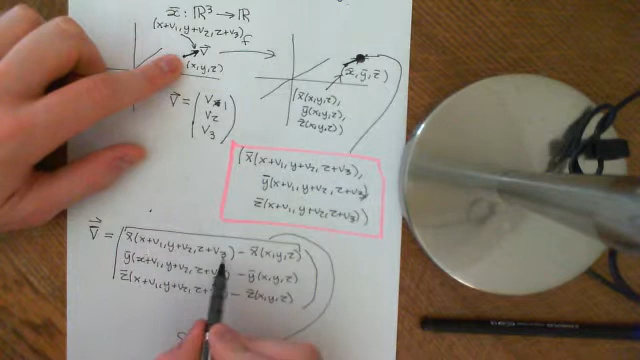 x̄ : ℝ³ → ℝ
(x+v₁, y+v₂, z+v₃)
f
v⃗
(x,y,z)
(x̄, ȳ, z̄)
v⃗ = (v₁
v₂
v₃)
(x̄(x,y,z),
ȳ(x,y,z),
z̄(x,y,z))
(x̄(x+v₁, y+v₂, z+v₃),
ȳ(x+v₁, y+v₂, z+v₃)
z̄(x+v₁, y+v₂, z+v₃))
v⃗ = (x̄(x+v₁, y+v₂, z+v₃) − x̄(x,y,z)
ȳ(x+v₁, y+v₂, z+v₃) − ȳ(x,y,z)
z̄(x+v₁, y+v₂, z+ − z̄(x,y,z))